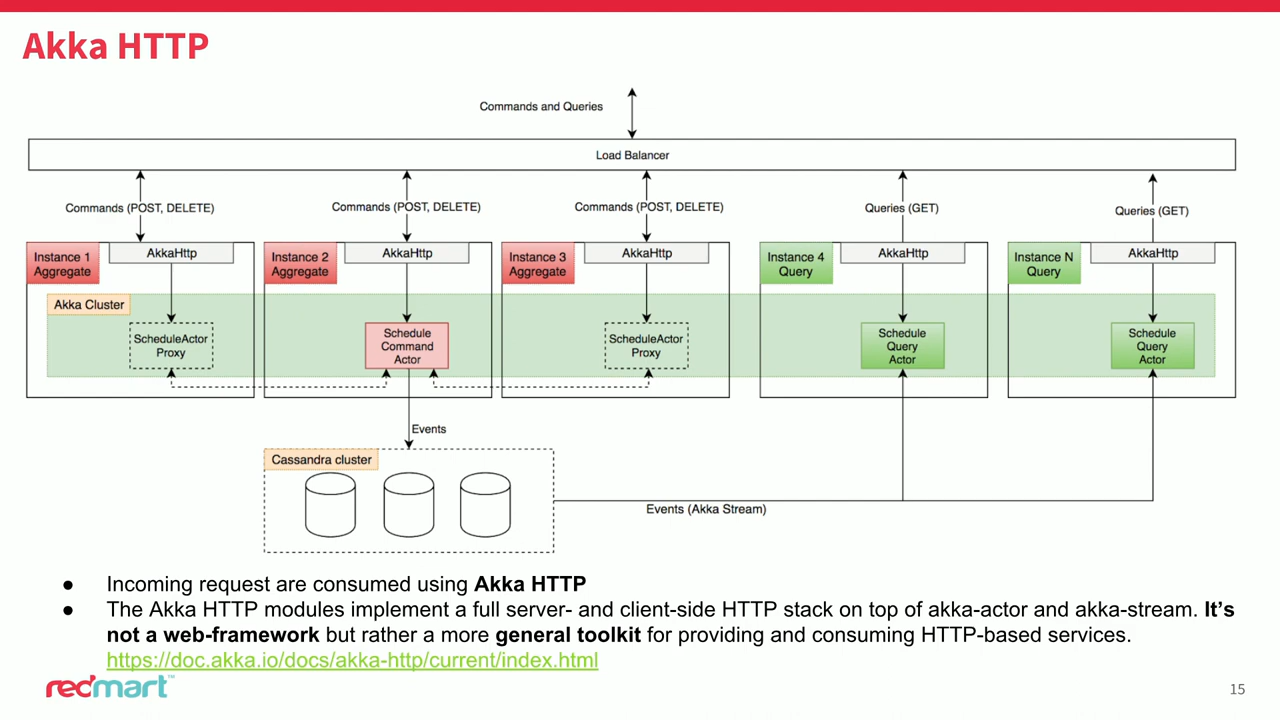 Akka HTTP
Commands and Queries
Load Balancer
Commands (POST, DELETE)
Commands (POST, DELETE)
Commands (POST, DELETE)
Queries (GET)
Queries (GET)
Instance 1
Aggregate
AkkaHttp
Instance 2
Aggregate
AkkaHttp
Instance 3
Aggregate
AkkaHttp
Instance 4
Query
AkkaHttp
Instance N
Query
AkkaHttp
Akka Cluster
ScheduleActor
Proxy
Schedule
Command
Actor
ScheduleActor
Proxy
Schedule
Query
Actor
Schedule
Query
Actor
Events
Cassandra cluster
Events (Akka Stream)
● Incoming request are consumed using Akka HTTP
● The Akka HTTP modules implement a full server- and client-side HTTP stack on top of akka-actor and akka-stream. It's
not a web-framework but rather a more general toolkit for providing and consuming HTTP-based services.
https://doc.akka.io/docs/akka-http/current/index.html
redmart™
15